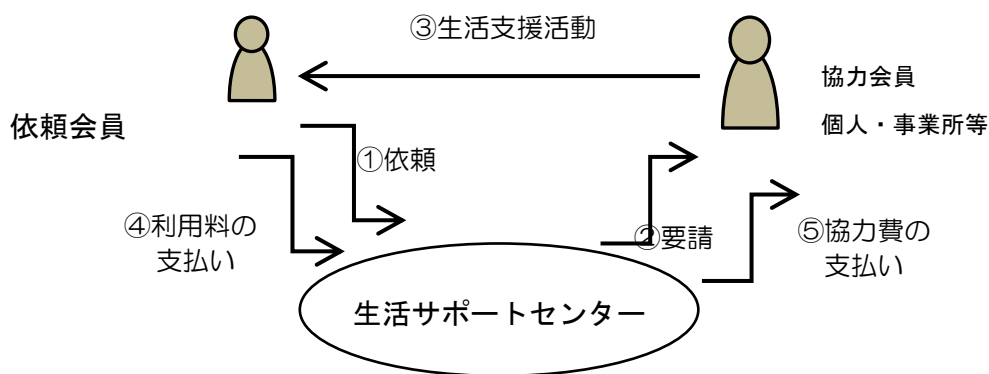 ③生活支援活動
協力会員
個人・事業所等
依頼会員
①依頼
④利用料の
支払い
②要請
⑤協力費の
支払い
生活サポートセンター